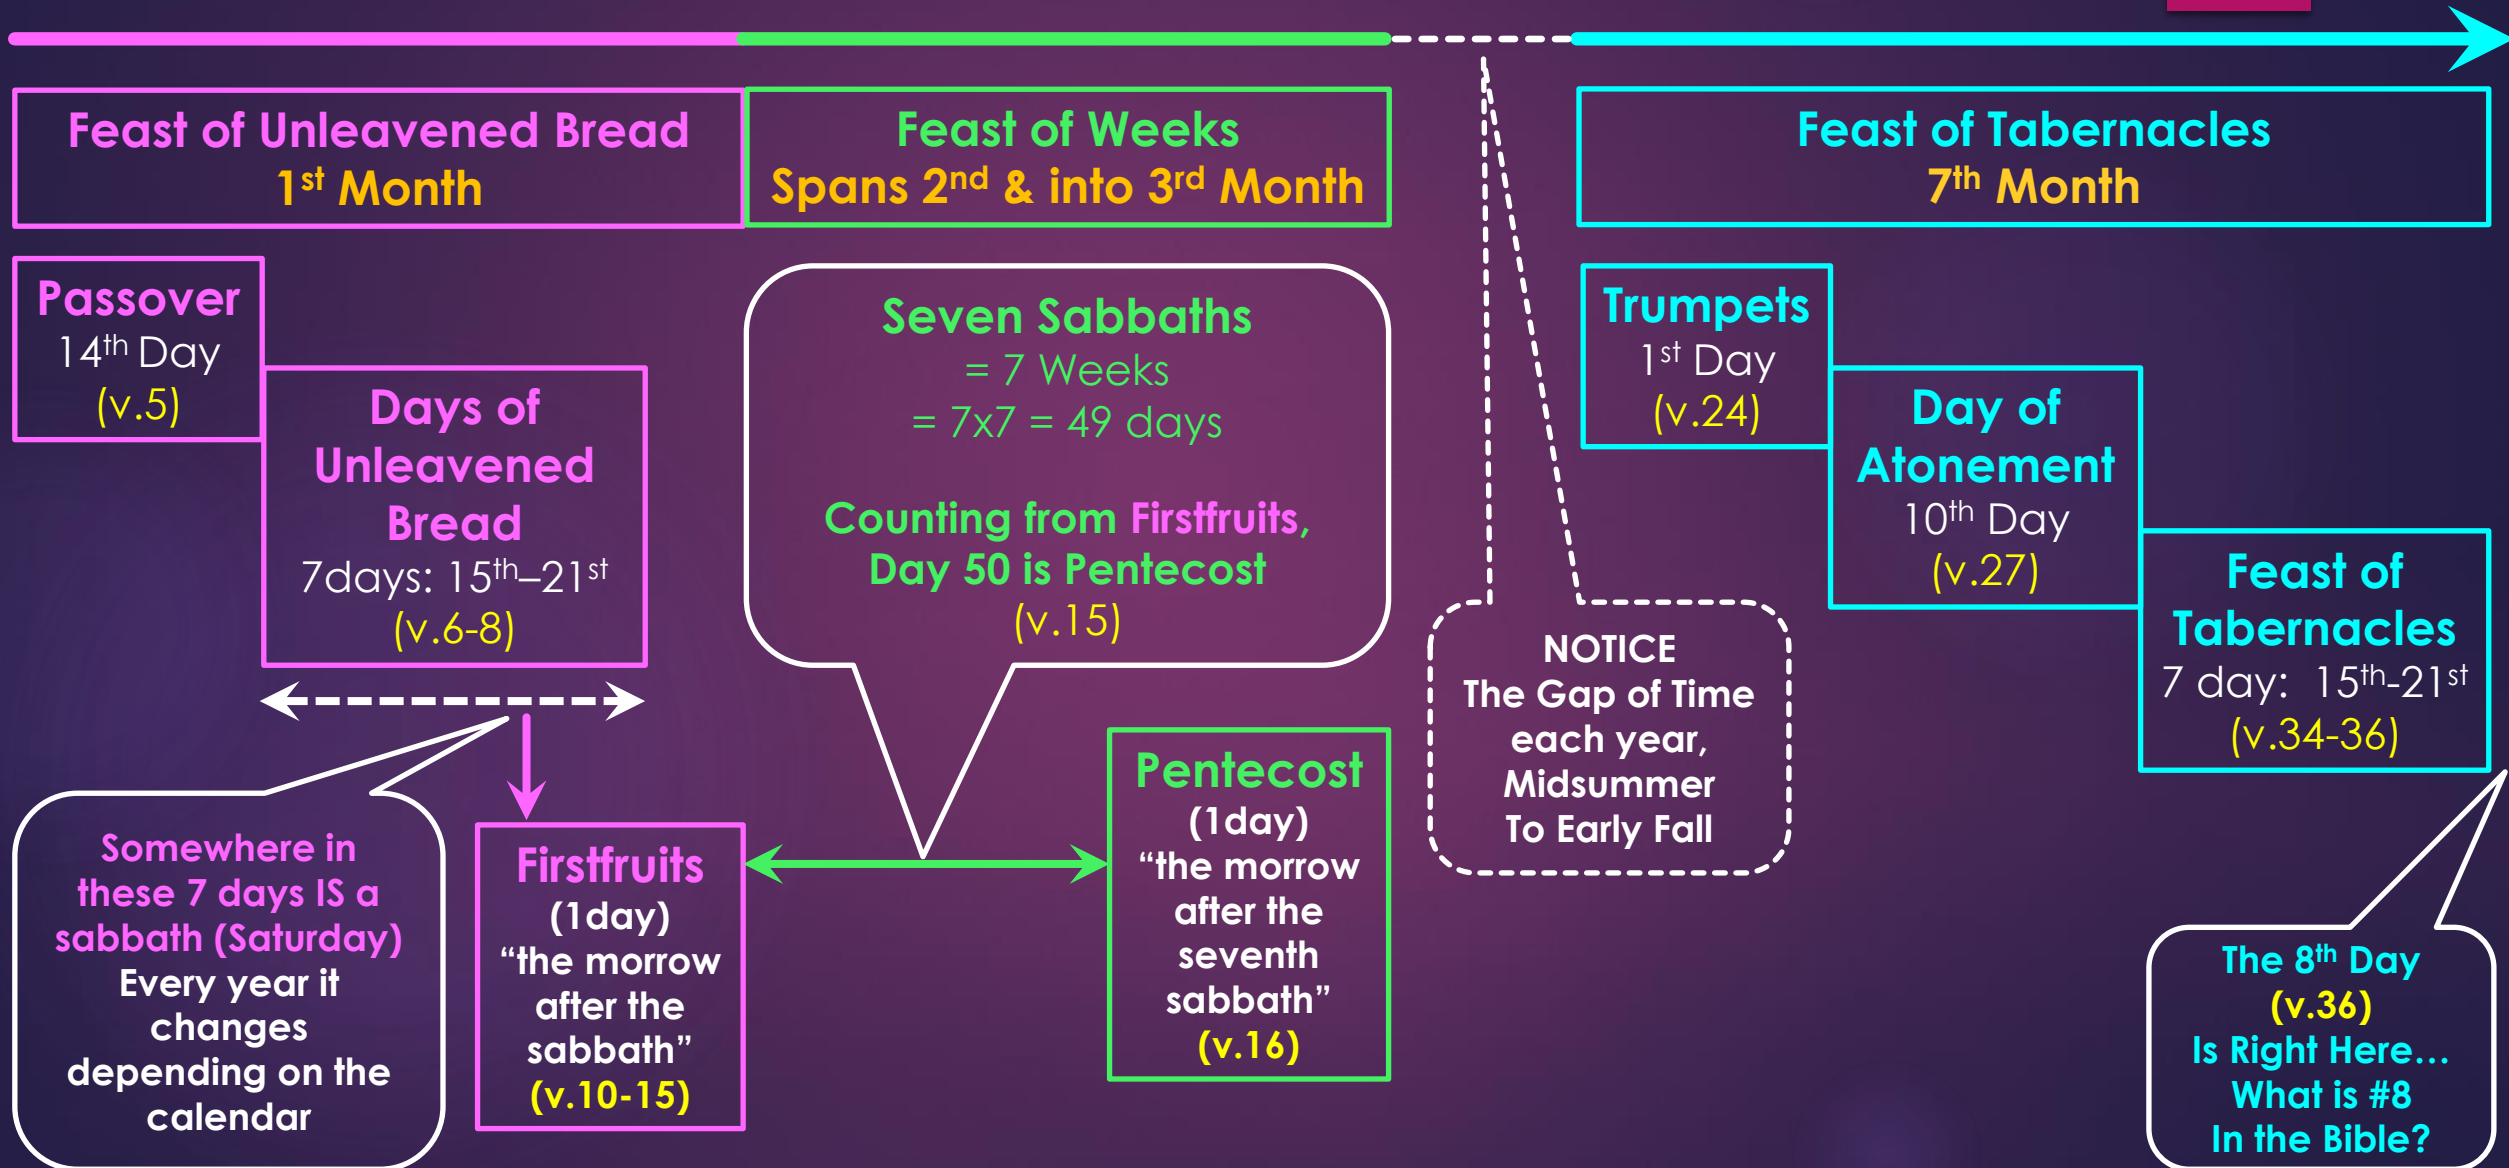 Feast of Unleavened Bread
1st Month
Feast of Weeks
Spans 2nd & into 3rd Month
Feast of Tabernacles
7th Month
Passover
14th Day
(v.5)
Days of
Unleavened
Bread
7days: 15th–21st
(v.6-8)
Somewhere in
these 7 days IS a
sabbath (Saturday)
Every year it
changes
depending on the
calendar
Firstfruits
(1day)
“the morrow
after the
sabbath”
(v.10-15)
Seven Sabbaths
= 7 Weeks
= 7x7 = 49 days
Counting from Firstfruits,
Day 50 is Pentecost
(v.15)
Pentecost
(1day)
“the morrow
after the
seventh
sabbath”
(v.16)
NOTICE
The Gap of Time
each year,
Midsummer
To Early Fall
Trumpets
1st Day
(v.24)
Day of
Atonement
10th Day
(v.27)
Feast of
Tabernacles
7 day: 15th-21st
(v.34-36)
The 8th Day
(v.36)
Is Right Here…
What is #8
In the Bible?